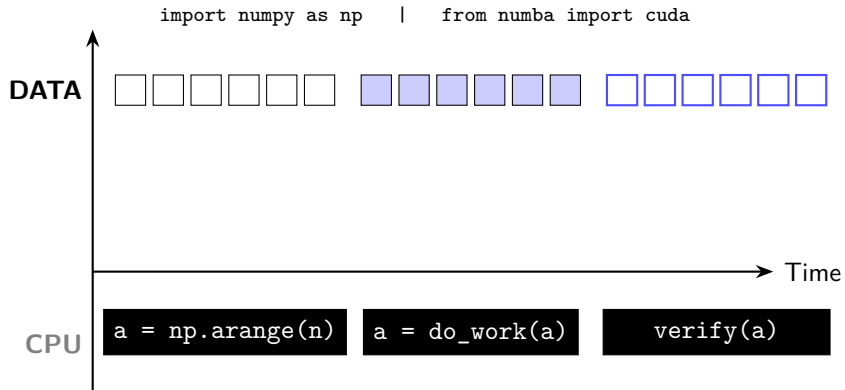 import numpy as np | from numba import cuda
DATA
Time
CPU
a = np.arange(n)
a = do_work(a)
verify(a)